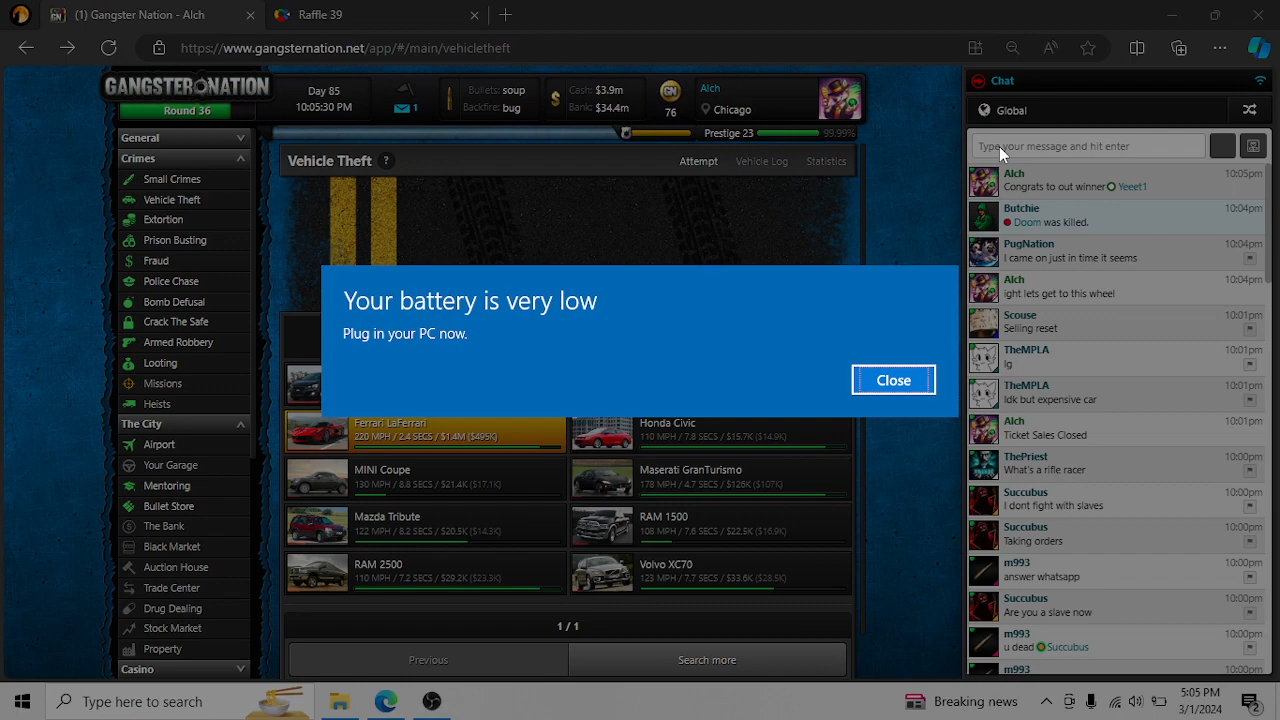 (1) Gangster Nation - Alch
Raffle 39
https://www.gangsternation.net/app/#/main/vehicletheft
GANGSTER NATION
Round 36
Day 85
10:05:30 PM
1
Bullets: soup
Backfire: bug
Cash: $3.9m
Bank: $34,4m
GN
76
Alch
Chicago
Prestige 23
99.99%
General
Crimes
Small Crimes
Vehicle Theft
Extortion
Prison Busting
Fraud
Police Chase
Bomb Defusal
Crack The Safe
Armed Robbery
Looting
Missions
Heists
The City
Airport
Your Garage
Mentoring
Bullet Store
The Bank
Black Market
Auction House
Trade Center
Drug Dealing
Stock Market
Property
Casino
Vehicle Theft ?
Attempt
Vehicle Log
Statistics
Your battery is very low
Plug in your PC now.
Close
Ferrari LaFerrari
220 MPH / 2.4 SECS / $1.4M ($495K)
Honda Civic
110 MPH / 7.8 SECS / $15.7K ($14.9K)
MINI Coupe
130 MPH / 8.8 SECS / $21.4K ($17.1K)
Maserati GranTurismo
178 MPH / 4.7 SECS / $126K ($107K)
Mazda Tribute
122 MPH / 8.2 SECS / $20.5K ($14.3K)
RAM 1500
108 MPH / 7.6 SECS / $22.5K ($16.9K)
RAM 2500
110 MPH / 7.2 SECS / $29.2K ($23.3K)
Volvo XC70
123 MPH / 7.7 SECS / $33.6K ($28.5K)
1 / 1
Previous
Search more
Chat
Global
Type your message and hit enter
Alch 10:05pm
Congrats to out winner Yeeet1
Butchie 10:04pm
Doom was killed.
PugNation 10:04pm
I came on just in time it seems
Alch 10:04pm
ight lets get to this wheel
Scouse 10:01pm
Selling reset
TheMPLA 10:01pm
lg
TheMPLA 10:01pm
Idk but expensive car
Alch 10:01pm
Ticket Sales Closed
ThePriest 10:00pm
What's a rifle racer
Succubus 10:00pm
I dont fight with slaves
Succubus 10:00pm
Taking orders
m993 10:00pm
answer whatsapp
Succubus 10:00pm
Are you a slave now
m993 10:00pm
u dead Succubus
m993
Type here to search
Breaking news
5:05 PM
3/1/2024
2